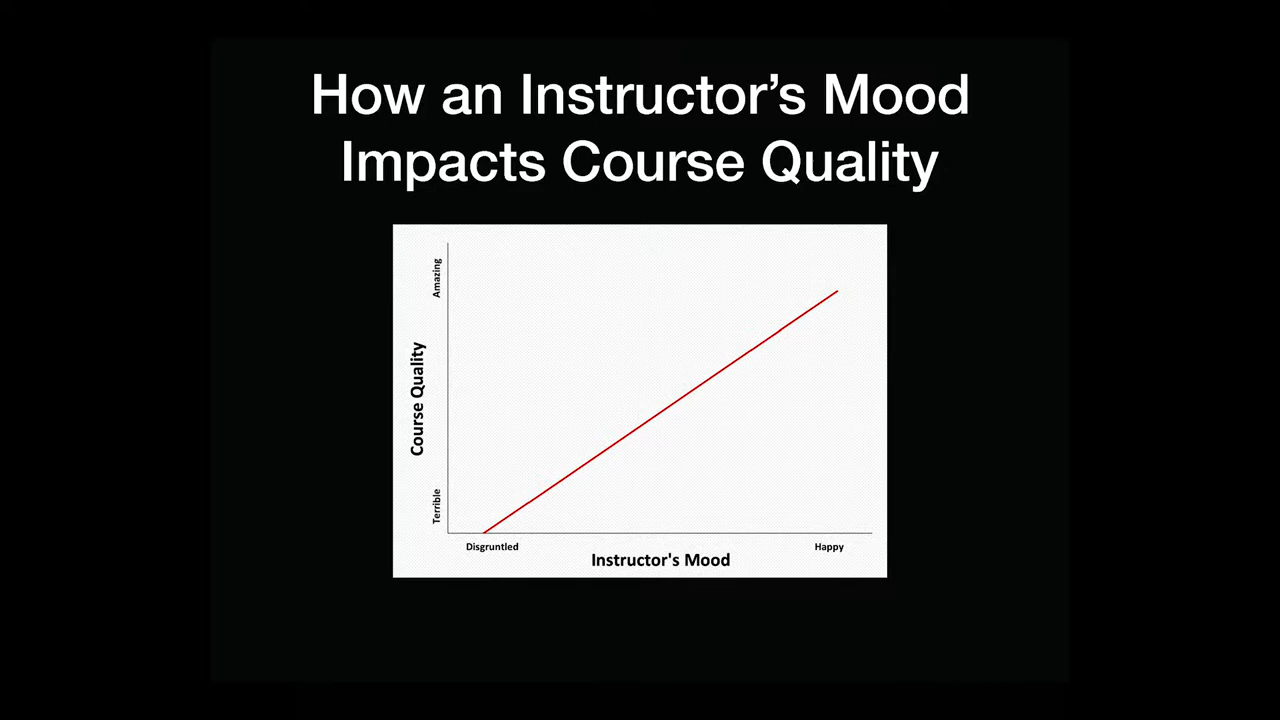 How an Instructor’s Mood
Impacts Course Quality
Amazing
Course Quality
Terrible
Disgruntled
Happy
Instructor's Mood